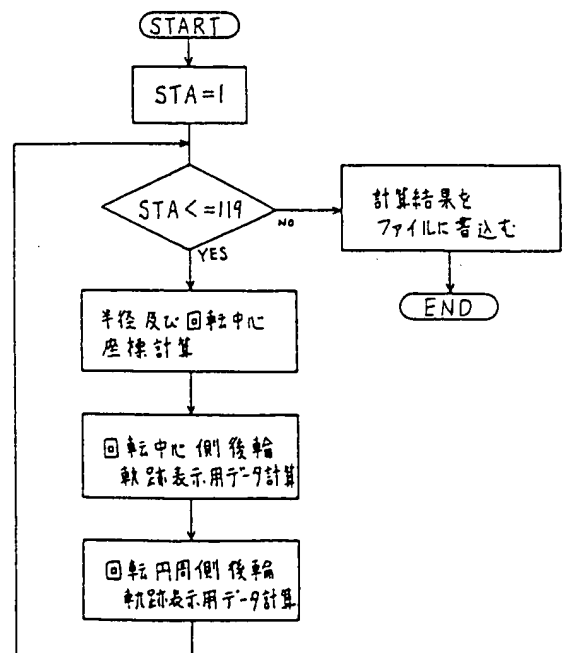 START
STA=1
STA<=119
NO
YES
計算結果を
ファイルに書込む
END
半径及び回転中心
座標計算
回転中心側後輪
軌跡表示用データ計算
回転円周側後輪
軌跡表示用データ計算